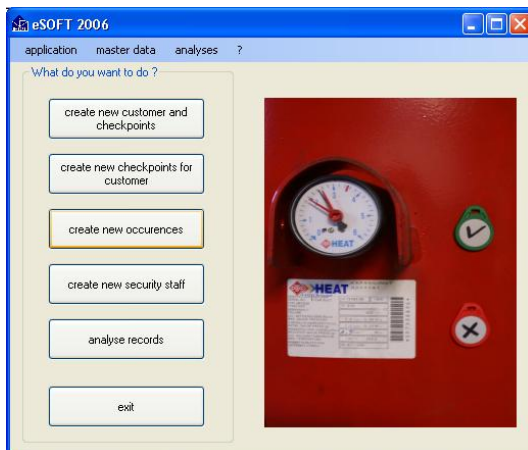 eSOFT 2006
application master data analyses ?
What do you want to do ?
create new customer and
checkpoints
create new checkpoints for
customer
create new occurences
create new security staff
analyse records
exit
HEAT
HEAT